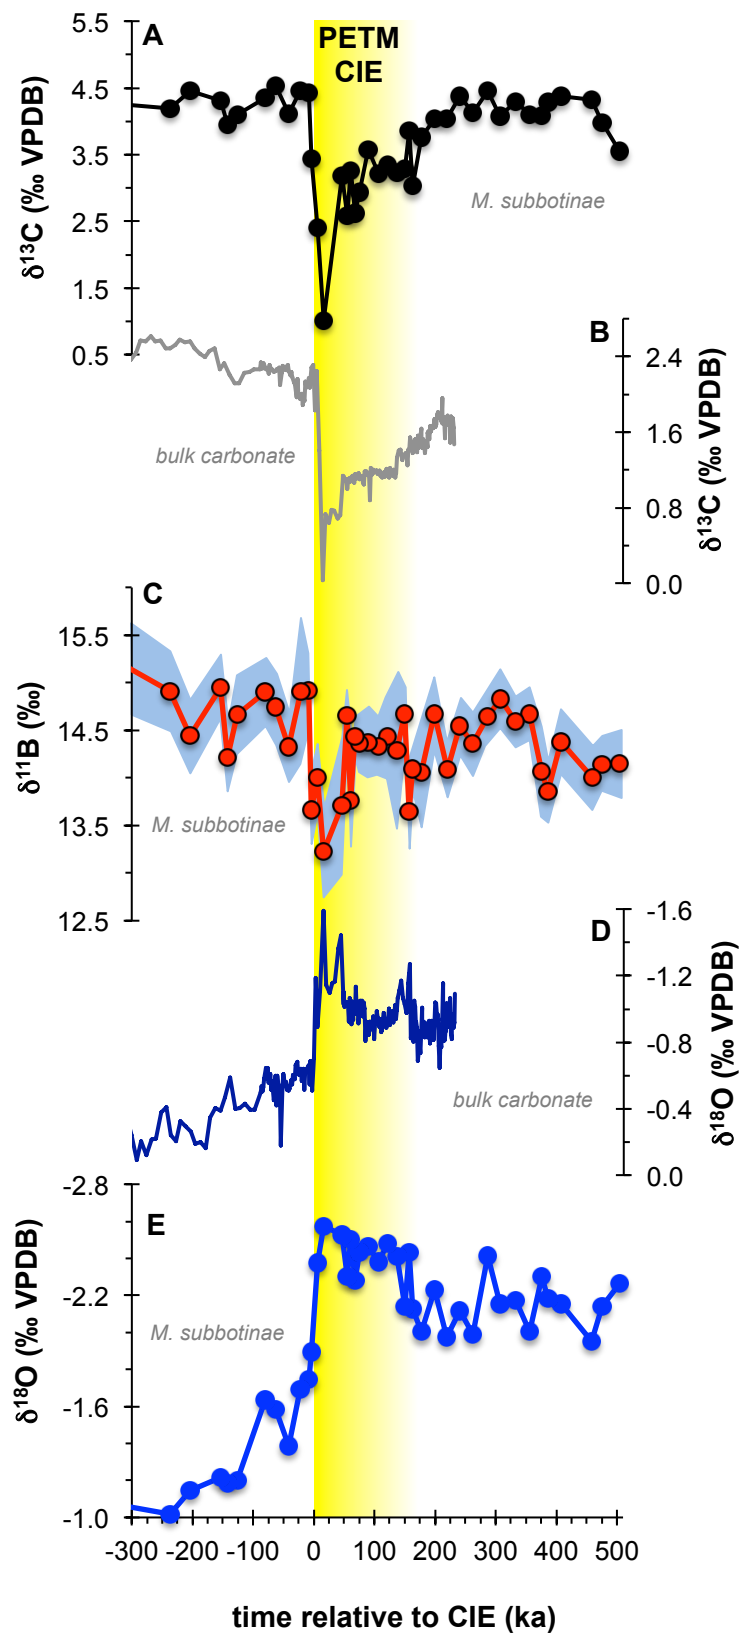 A
PETM
CIE
5.5
4.5
3.5
2.5
1.5
0.5
δ13C (‰ VPDB)
M. subbotinae
B
2.4
1.6
0.8
0.0
δ13C (‰ VPDB)
bulk carbonate
C
15.5
14.5
13.5
12.5
δ11B (‰)
M. subbotinae
D
-1.6
-1.2
-0.8
-0.4
0.0
δ18O (‰ VPDB)
bulk carbonate
E
-2.8
-2.2
-1.6
-1.0
δ18O (‰ VPDB)
M. subbotinae
-300 -200 -100 0 100 200 300 400 500
time relative to CIE (ka)